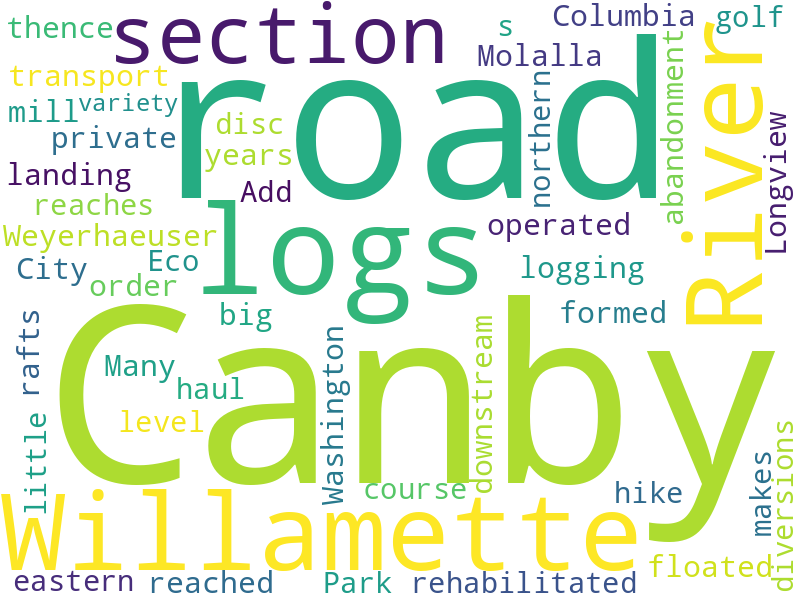 thence
section
s
Columbia
golf
Molalla
transport
road
River
mill
variety
private
disc
years
northern
abandonment
Longview
landing
Add
reaches
logs
operated
Weyerhaeuser
City
Eco
order
logging
big
formed
rafts
Canby
Many
haul
level
Washington
downstream
little
course
hike
makes
diversions
Willamette
floated
eastern
reached
Park
rehabilitated